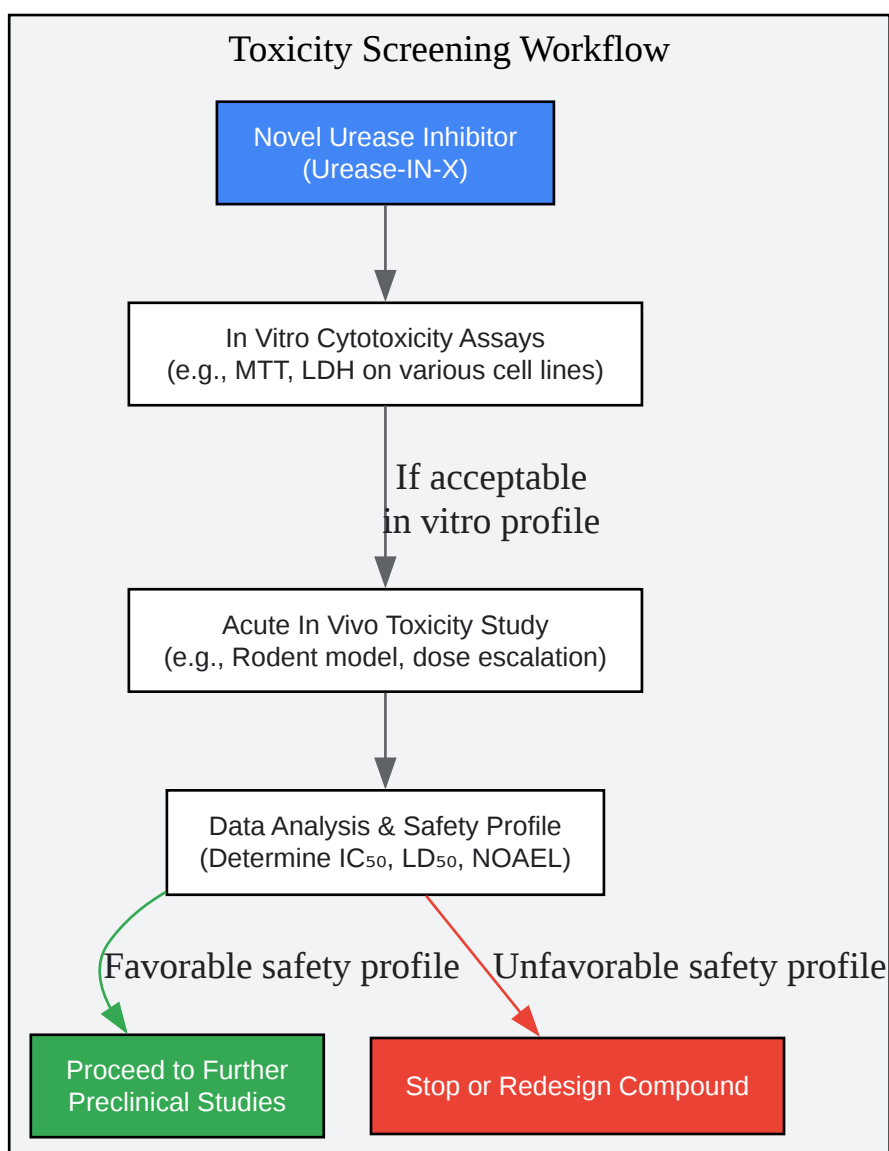 Toxicity Screening Workflow
Novel Urease Inhibitor
(Urease-IN-X)
In Vitro Cytotoxicity Assays
(e.g., MTT, LDH on various cell lines)
If acceptable
in vitro profile
Acute In Vivo Toxicity Study
(e.g., Rodent model, dose escalation)
Data Analysis & Safety Profile
(Determine IC₅₀, LD₅₀, NOAEL)
Favorable safety profile
Unfavorable safety profile
Proceed to Further
Preclinical Studies
Stop or Redesign Compound